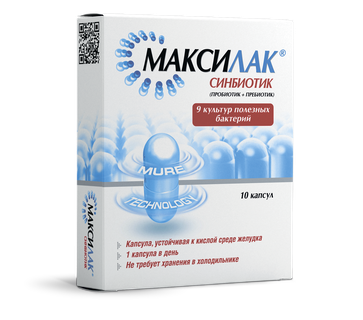 МАКСИЛАК®
СИНБИОТИК
(ПРОБИОТИК + ПРЕБИОТИК)
9 культур полезных
бактерий
MURE
TECHNOLOGY
10 капсул
Капсула, устойчивая к кислой среде желудка
1 капсула в день
Не требует хранения в холодильнике
МАКСИЛАК®
СИНБИОТИК